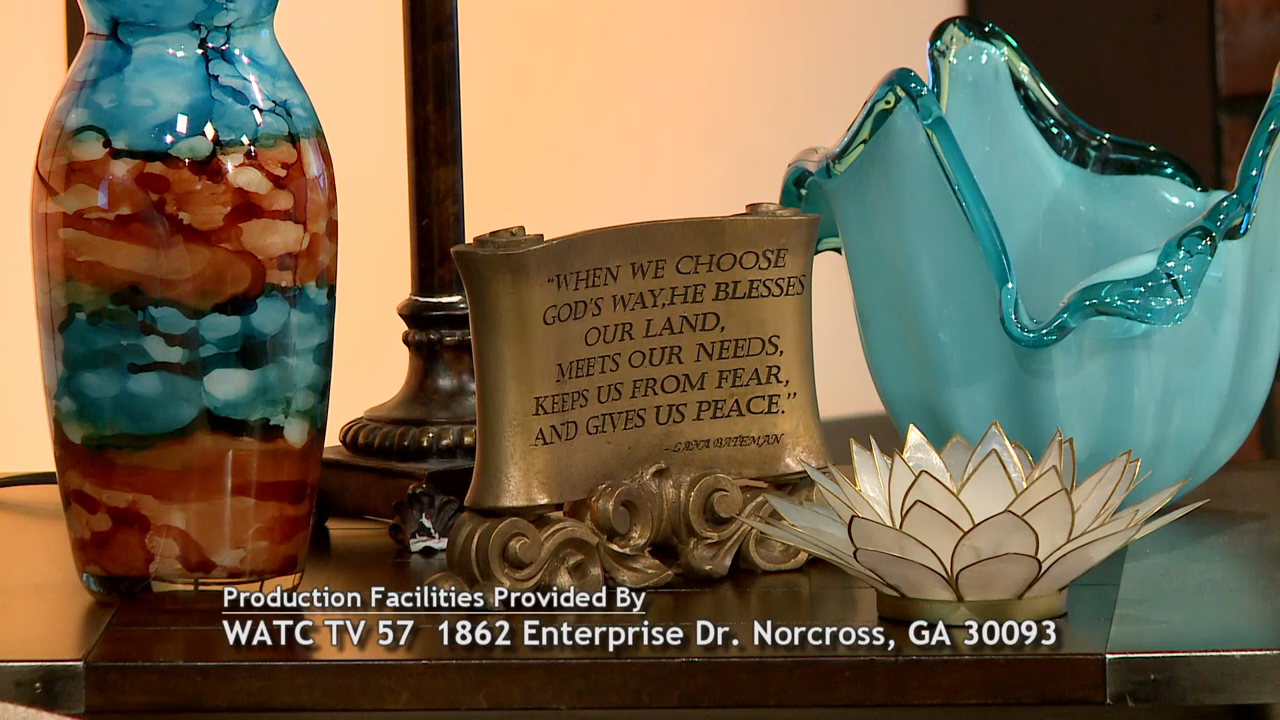 “WHEN WE CHOOSE
GOD'S WAY,HE BLESSES
OUR LAND,
MEETS OUR NEEDS,
KEEPS US FROM FEAR,
AND GIVES US PEACE.”
-LANA BATEMAN
Production Facilities Provided By
WATC TV 57 1862 Enterprise Dr. Norcross, GA 30093